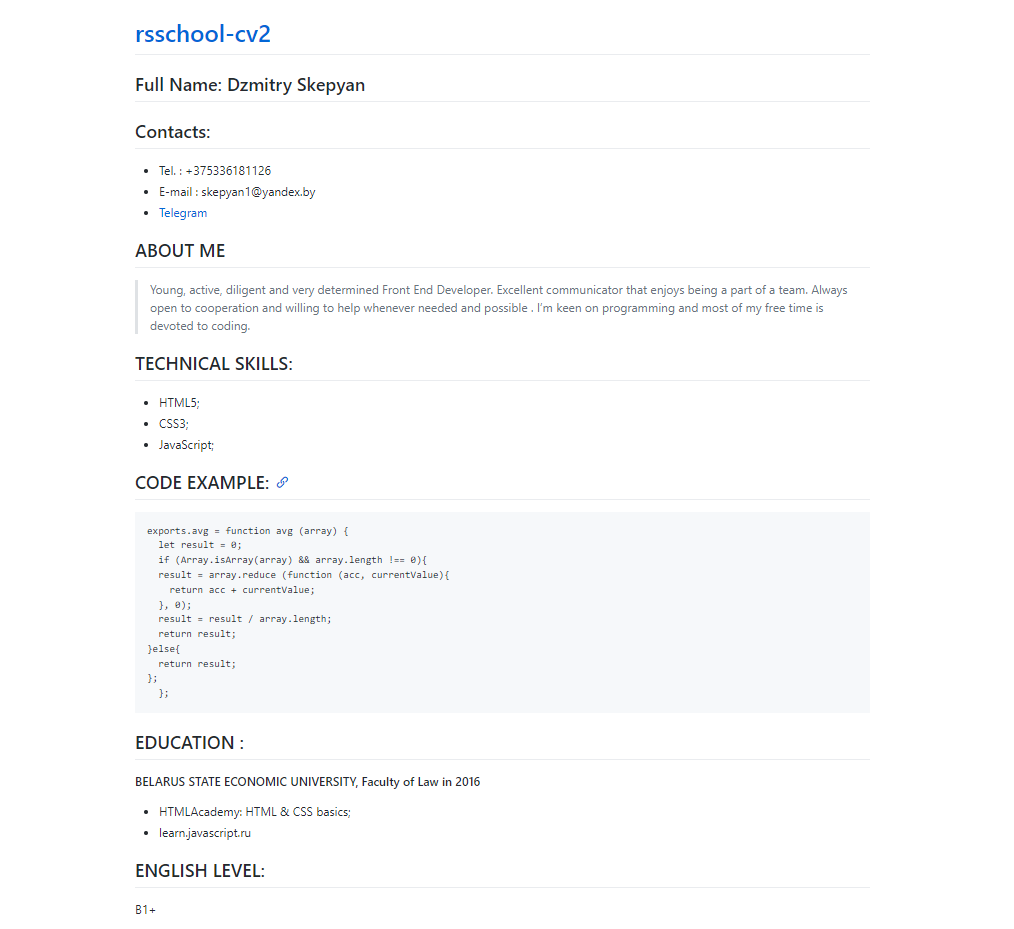 rsschool-cv2
Full Name: Dzmitry Skepyan
Contacts:
Tel. : +375336181126
E-mail : skepyan1@yandex.by
Telegram
ABOUT ME
Young, active, diligent and very determined Front End Developer. Excellent communicator that enjoys being a part of a team. Always
open to cooperation and willing to help whenever needed and possible . I'm keen on programming and most of my free time is
devoted to coding.
TECHNICAL SKILLS:
HTML5;
CSS3;
JavaScript;
CODE EXAMPLE:
exports.avg = function avg (array) {
  let result = 0;
  if (Array.isArray(array) && array.length !== 0){
  result = array.reduce (function (acc, currentValue){
    return acc + currentValue;
  }, 0);
  result = result / array.length;
  return result;
}else{
  return result;
};
  };
EDUCATION :
BELARUS STATE ECONOMIC UNIVERSITY, Faculty of Law in 2016
HTMLAcademy: HTML & CSS basics;
learn.javascript.ru
ENGLISH LEVEL:
B1+